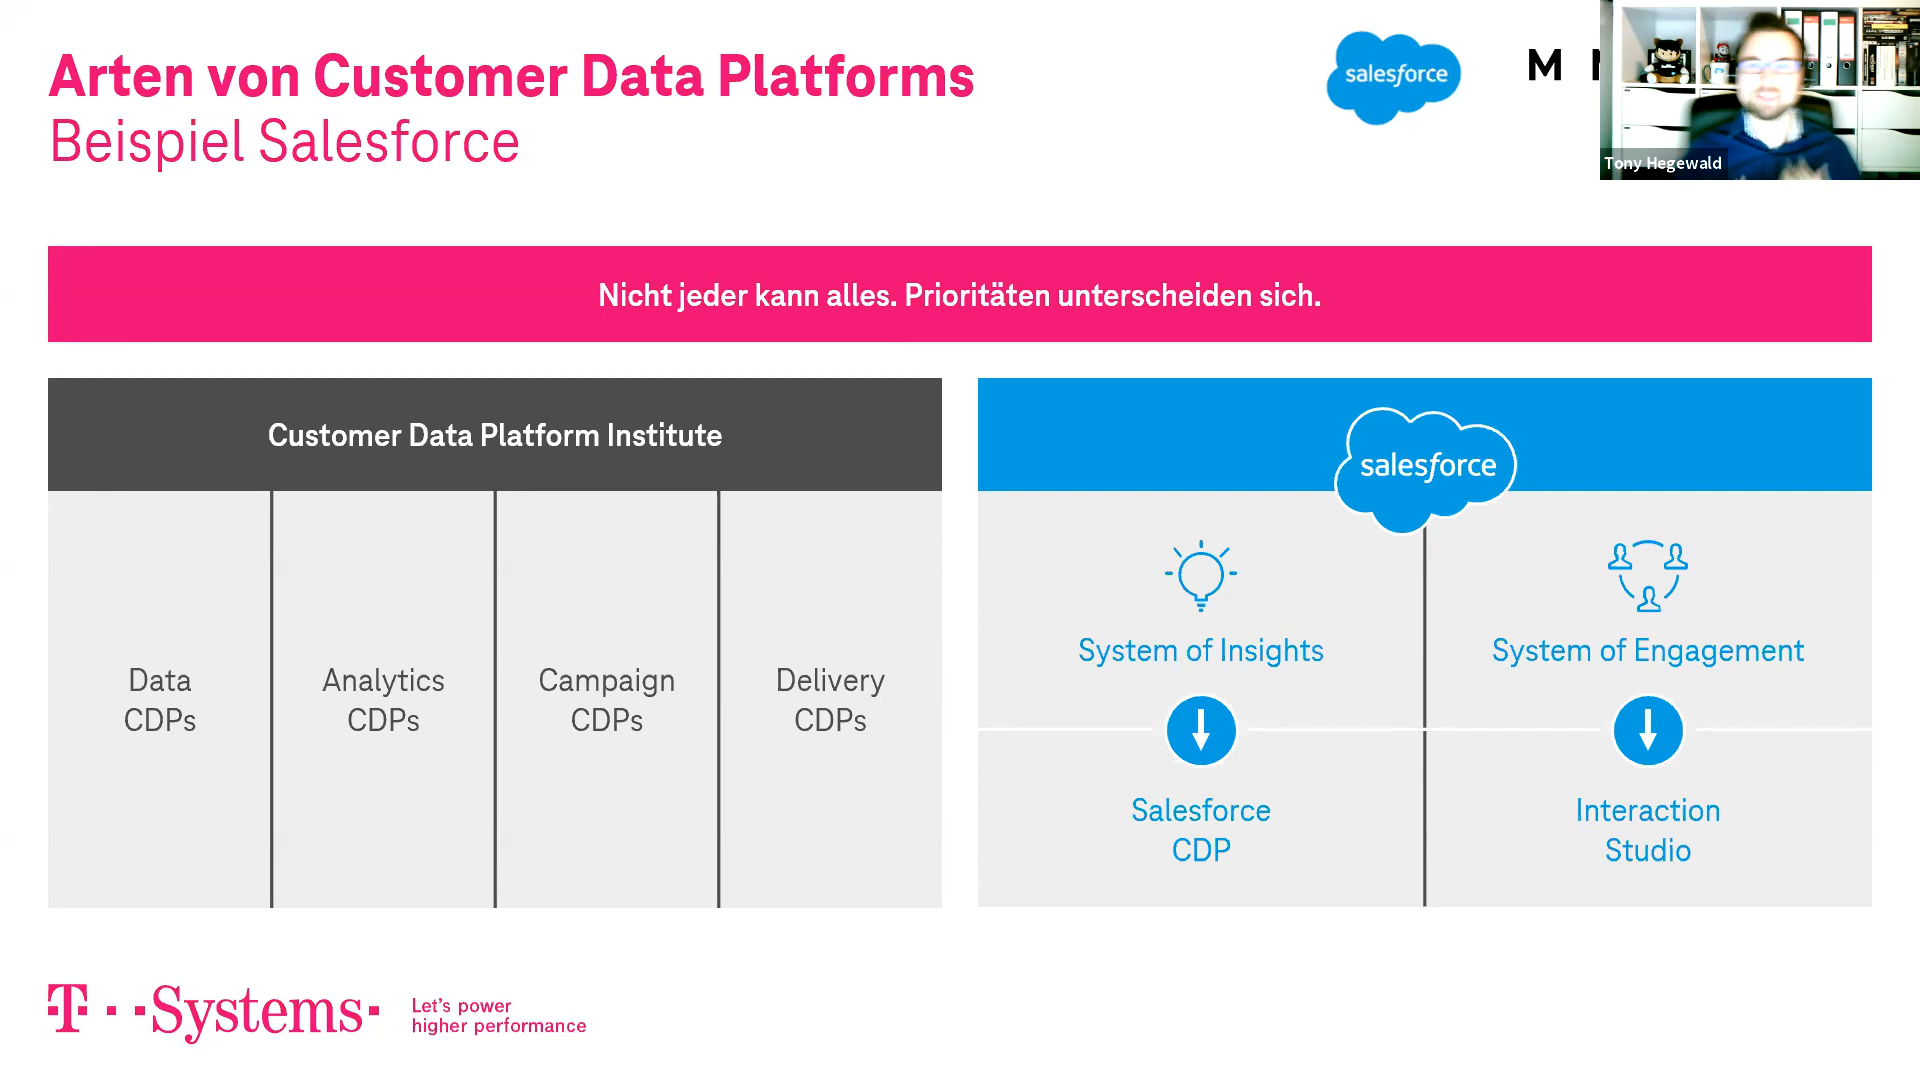 Arten von Customer Data Platforms
Beispiel Salesforce
salesforce
M
Tony Hegewald
Nicht jeder kann alles. Prioritäten unterscheiden sich.
Customer Data Platform Institute
Data
CDPs
Analytics
CDPs
Campaign
CDPs
Delivery
CDPs
salesforce
System of Insights
System of Engagement
Salesforce
CDP
Interaction
Studio
T··Systems·
Let's power
higher performance